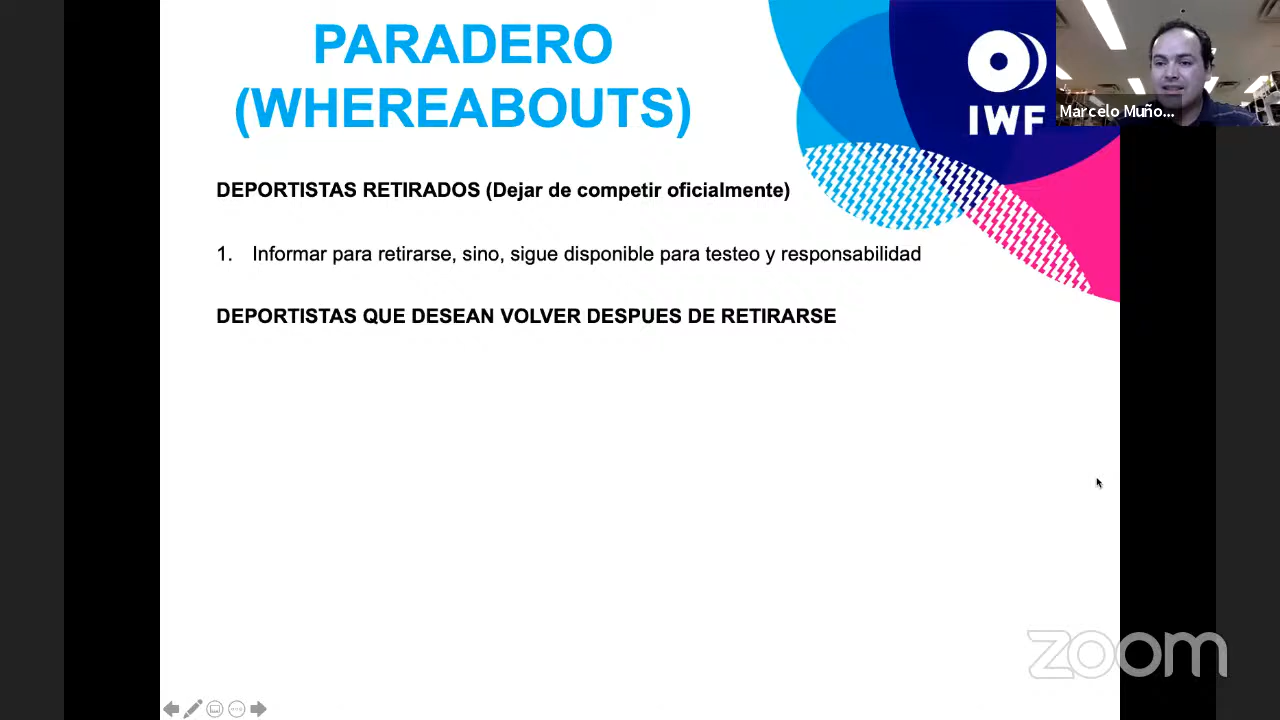 PARADERO
(WHEREABOUTS)
IWF
Marcelo Muño...
DEPORTISTAS RETIRADOS (Dejar de competir oficialmente)
1. Informar para retirarse, sino, sigue disponible para testeo y responsabilidad
DEPORTISTAS QUE DESEAN VOLVER DESPUES DE RETIRARSE
zoom